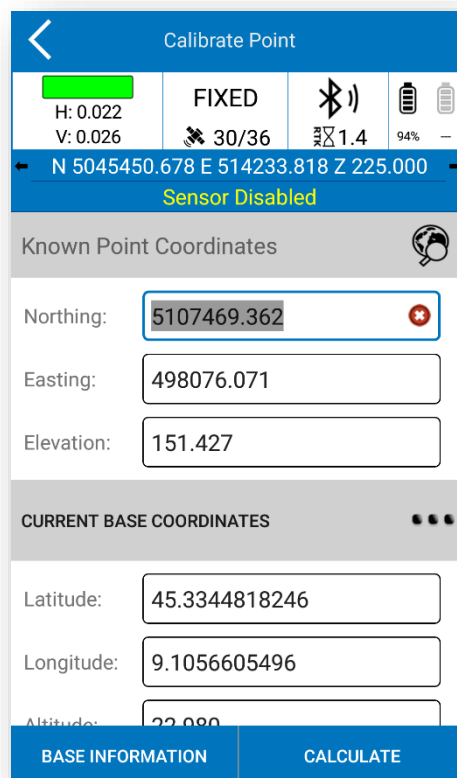 Calibrate Point
H: 0.022
V: 0.026
FIXED
30/36
RTK 1.4
94% --
N 5045450.678 E 514233.818 Z 225.000
Sensor Disabled
Known Point Coordinates
Northing: 5107469.362
Easting: 498076.071
Elevation: 151.427
CURRENT BASE COORDINATES
Latitude: 45.3344818246
Longitude: 9.1056605496
Altitude: 22.980
BASE INFORMATION
CALCULATE